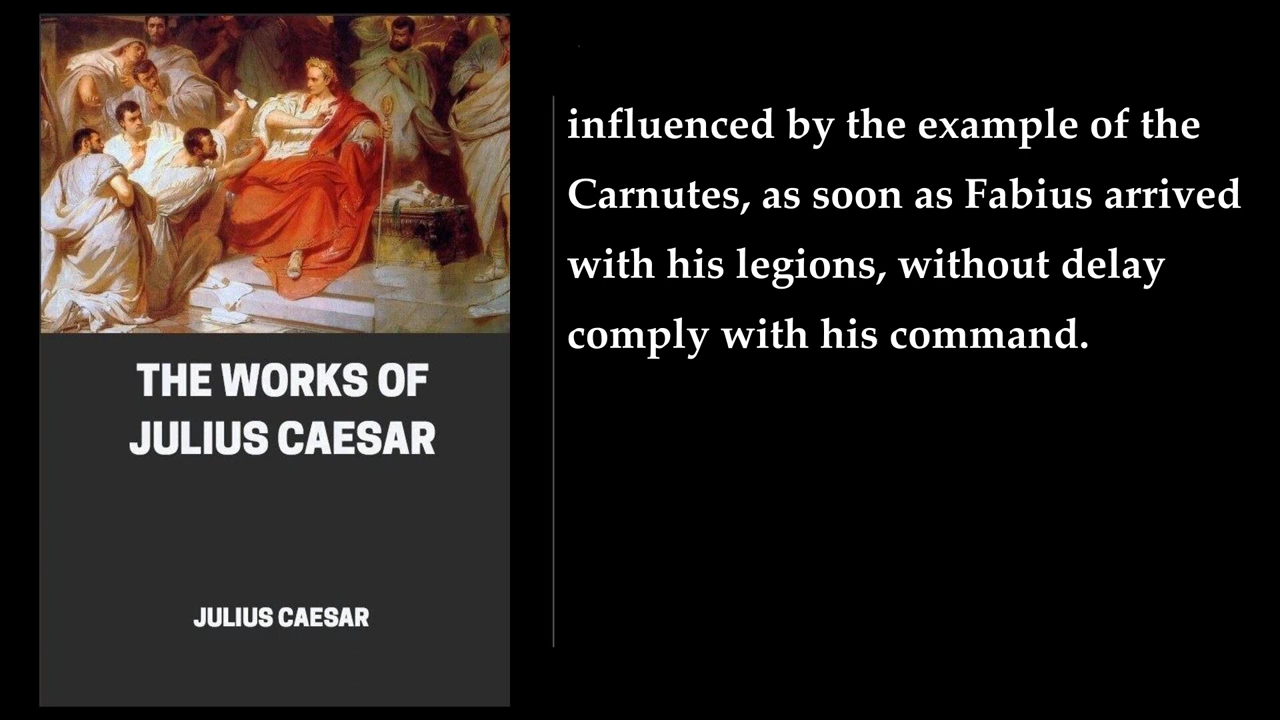 THE WORKS OF
JULIUS CAESAR
JULIUS CAESAR
influenced by the example of the
Carnutes, as soon as Fabius arrived
with his legions, without delay
comply with his command.